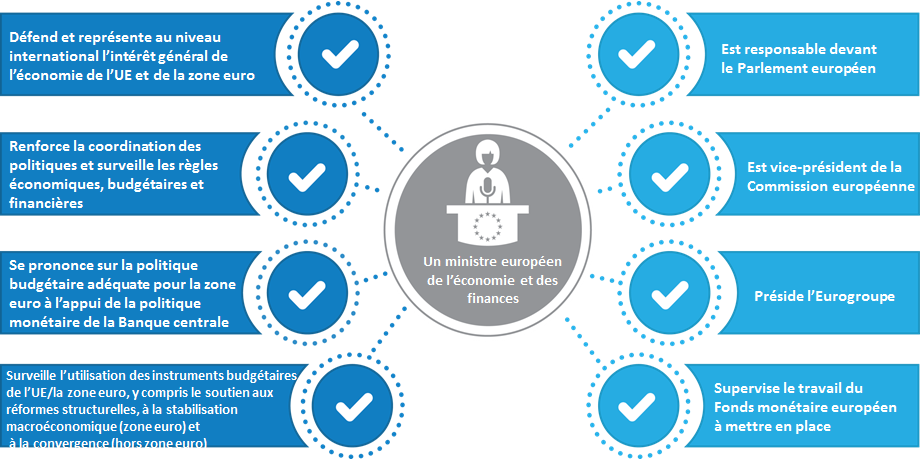 Défend et représente au niveau
international l'intérêt général de
l'économie de l'UE et de la zone euro
Renforce la coordination des
politiques et surveille les règles
économiques, budgétaires et
financières
Se prononce sur la politique
budgétaire adéquate pour la zone
euro à l'appui de la politique
monétaire de la Banque centrale
Surveille l'utilisation des instruments budgétaires
de l'UE/la zone euro, y compris le soutien aux
réformes structurelles, à la stabilisation
macroéconomique (zone euro) et
à la convergence (hors zone euro)
Un ministre européen
de l'économie et des
finances
Est responsable devant
le Parlement européen
Est vice-président de la
Commission européenne
Préside l'Eurogroupe
Supervise le travail du
Fonds monétaire européen
à mettre en place